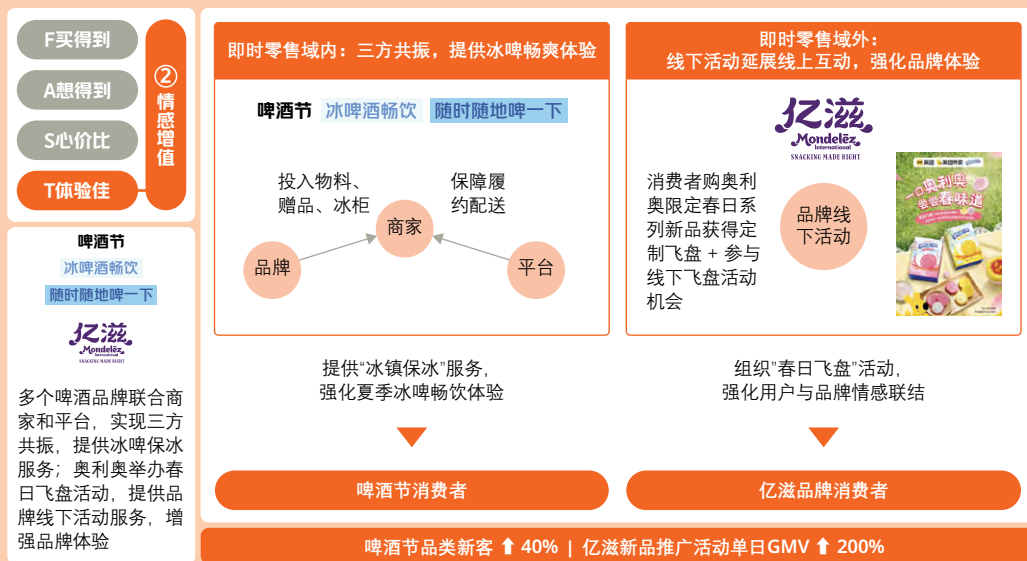 F买得到
A想得到
S心价比
T体验佳
②
情感增值
啤酒节
冰啤酒畅饮
随时随地啤一下
亿滋
Mondelēz
International
SNACKING MADE RIGHT
多个啤酒品牌联合商
家和平台，实现三方
共振，提供冰啤保冰
服务；奥利奥举办春
日飞盘活动，提供品
牌线下活动服务，增
强品牌体验
即时零售域内：三方共振，提供冰啤畅爽体验
啤酒节 冰啤酒畅饮 随时随地啤一下
投入物料、
赠品、冰柜
保障履
约配送
商家
品牌
平台
提供“冰镇保冰”服务，
强化夏季冰啤畅饮体验
啤酒节消费者
即时零售域外：
线下活动延展线上互动，强化品牌体验
亿滋
Mondelēz
International
SNACKING MADE RIGHT
消费者购奥利
奥限定春日系
列新品获得定
制飞盘 + 参与
线下飞盘活动
机会
品牌线
下活动
一口奥利奥
尝尝春味道
组织”春日飞盘”活动，
强化用户与品牌情感联结
亿滋品牌消费者
啤酒节品类新客 ⬆ 40% | 亿滋新品推广活动单日GMV ⬆ 200%